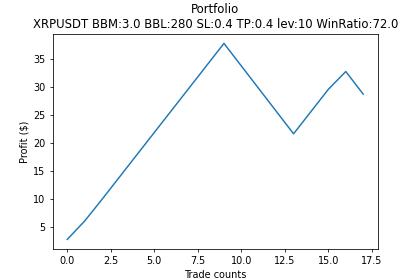 Portfolio
XRPUSDT BBM:3.0 BBL:280 SL:0.4 TP:0.4 lev:10 WinRatio:72.0
Profit ($)
35
30
25
20
15
10
5
0.0 2.5 5.0 7.5 10.0 12.5 15.0 17.5
Trade counts